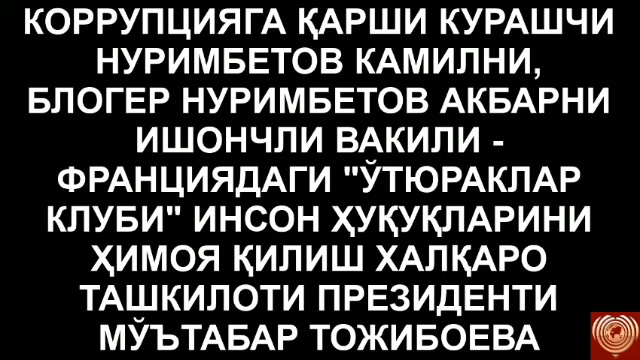 КОРРУПЦИЯГА ҚАРШИ КУРАШЧИ
НУРИМБЕТОВ КАМИЛНИ,
БЛОГЕР НУРИМБЕТОВ АКБАРНИ
ИШОНЧЛИ ВАКИЛИ -
ФРАНЦИЯДАГИ "ЎТЮРАКЛАР
КЛУБИ" ИНСОН ҲУҚУҚЛАРИНИ
ҲИМОЯ ҚИЛИШ ХАЛҚАРО
ТАШКИЛОТИ ПРЕЗИДЕНТИ
МЎЪТАБАР ТОЖИБОЕВА